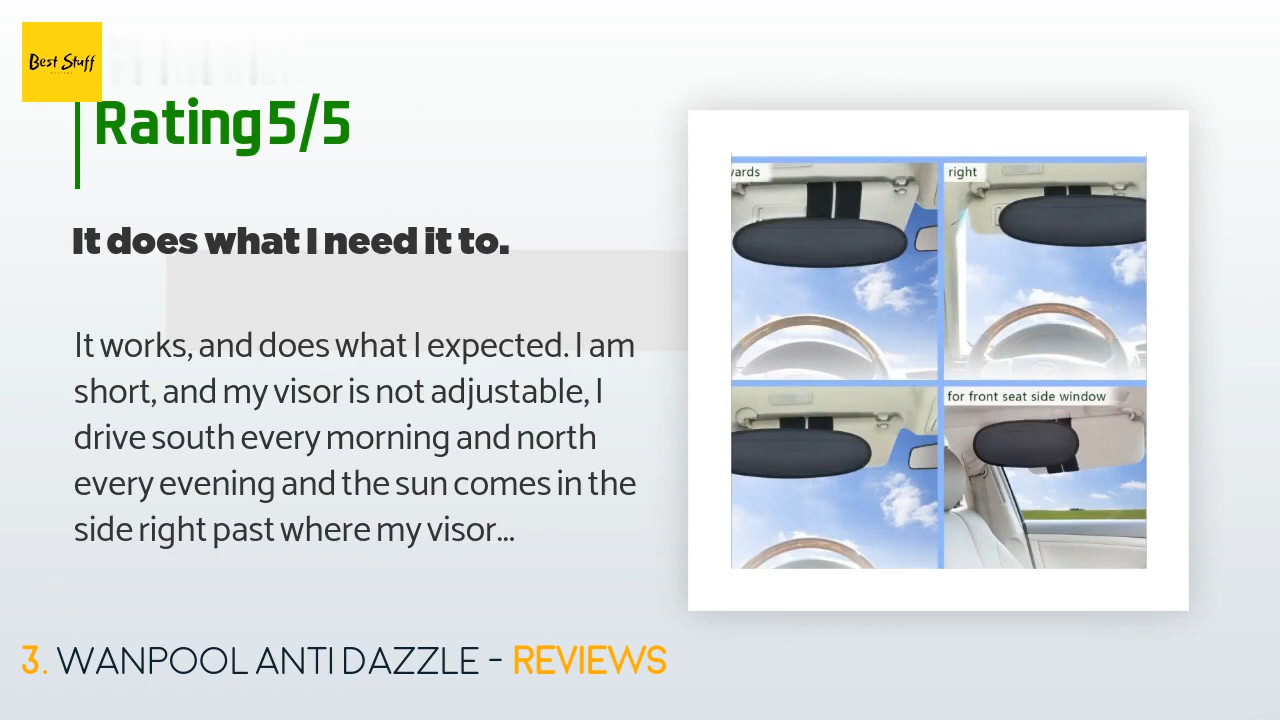 Best Stuff
Rating 5/5
It does what I need it to.
It works, and does what I expected. I am
short, and my visor is not adjustable, I
drive south every morning and north
every evening and the sun comes in the
side right past where my visor...
vards
right
for front seat side window
3. WANPOOL ANTI DAZZLE - REVIEWS